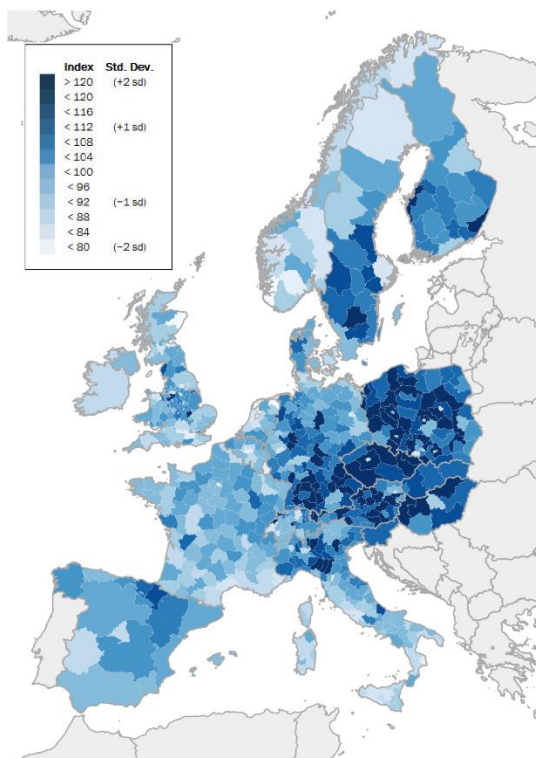 Index Std. Dev.
> 120 (+2 sd)
< 120
< 116
< 112 (+1 sd)
< 108
< 104
< 100
< 96
< 92 (−1 sd)
< 88
< 84
< 80 (−2 sd)